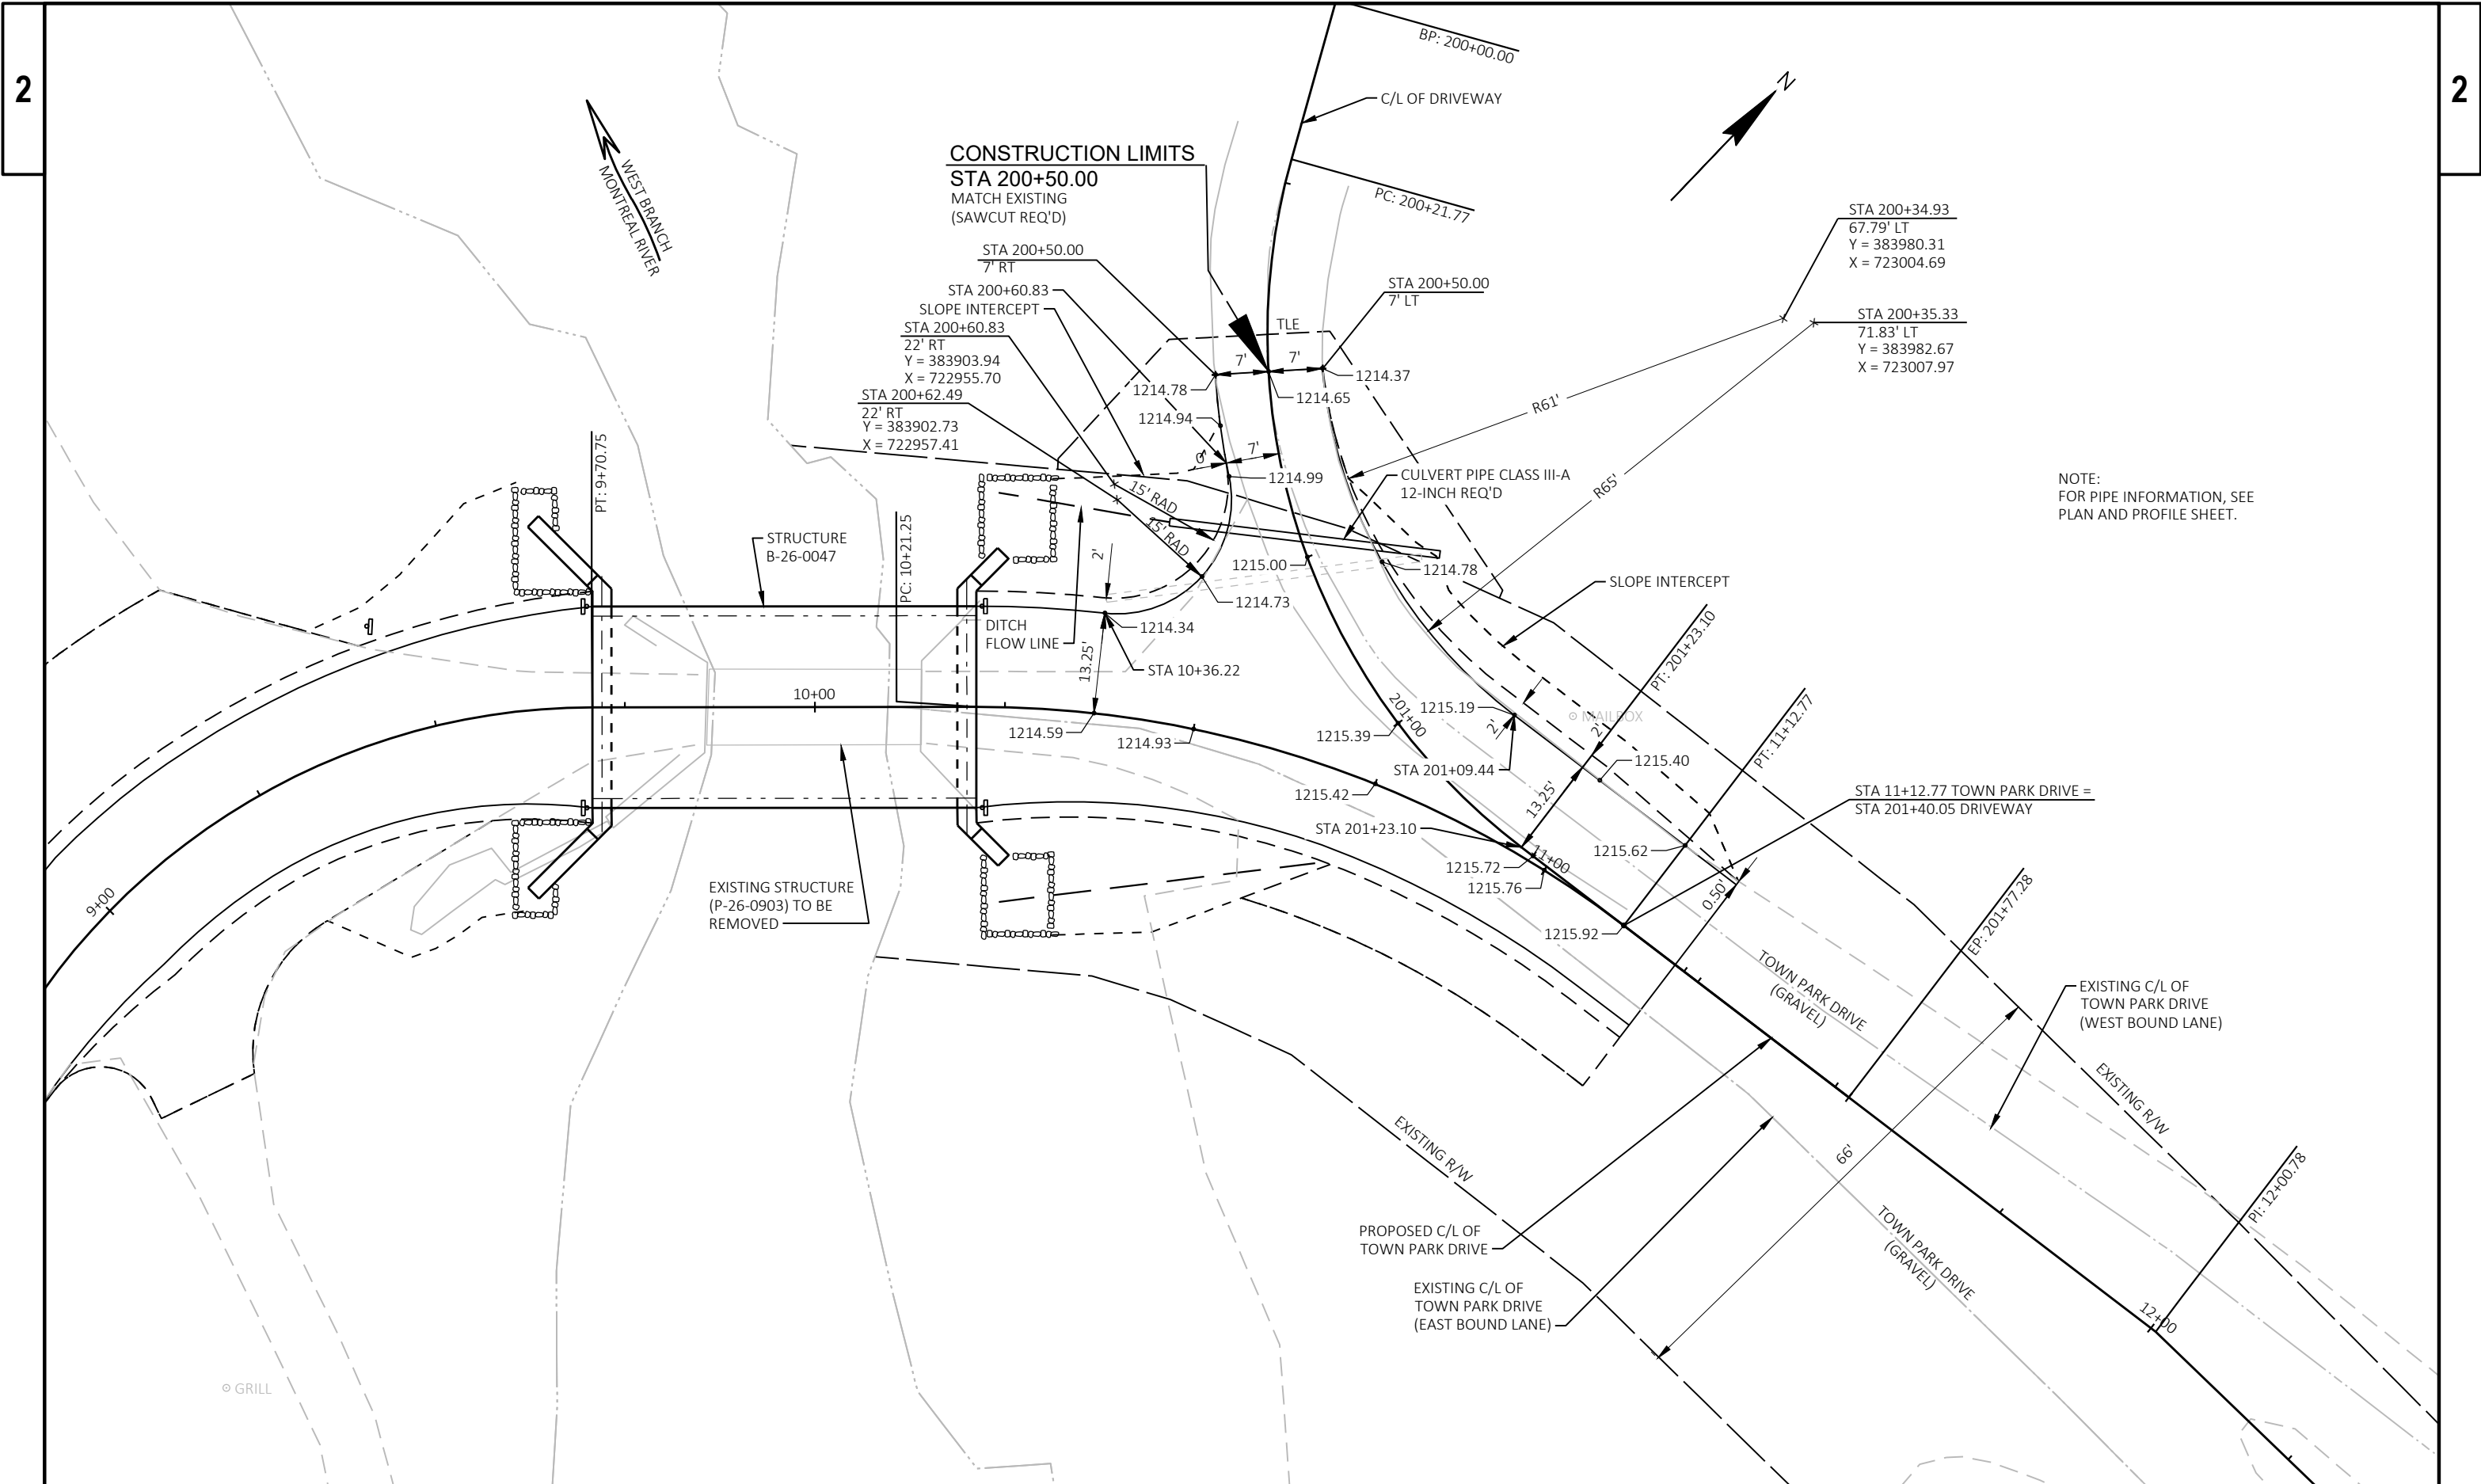 2
2
BP: 200+00.00
C/L OF DRIVEWAY
N
CONSTRUCTION LIMITS
STA 200+50.00
MATCH EXISTING
(SAWCUT REQ'D)
WEST BRANCH
MONTREAL RIVER
PC: 200+21.77
STA 200+34.93
67.79' LT
Y = 383980.31
X = 723004.69
STA 200+50.00
7' RT
STA 200+50.00
7' LT
STA 200+60.83
SLOPE INTERCEPT
STA 200+35.33
71.83' LT
Y = 383982.67
X = 723007.97
STA 200+60.83
22' RT
Y = 383903.94
X = 722955.70
TLE
7'
7'
1214.37
1214.78
1214.65
STA 200+62.49
22' RT
Y = 383902.73
X = 722957.41
1214.94
R61'
PT: 9+70.75
0'
7'
1214.99
CULVERT PIPE CLASS III-A
12-INCH REQ'D
15' RAD
15' RAD
R65'
NOTE:
FOR PIPE INFORMATION, SEE
PLAN AND PROFILE SHEET.
PC: 10+21.25
STRUCTURE
B-26-0047
2'
1215.00
1214.78
SLOPE INTERCEPT
1214.73
DITCH
FLOW LINE
1214.34
13.25'
STA 10+36.22
PT: 201+23.10
10+00
201+00
1215.19
MAILBOX
2'
2'
1214.59
1214.93
1215.39
PT: 11+12.77
1215.40
STA 201+09.44
1215.42
13.25'
STA 11+12.77 TOWN PARK DRIVE =
STA 201+40.05 DRIVEWAY
STA 201+23.10
11+00
1215.62
1215.72
1215.76
9+00
EXISTING STRUCTURE
(P-26-0903) TO BE
REMOVED
0.50'
1215.92
EP: 201+77.28
TOWN PARK DRIVE
(GRAVEL)
EXISTING C/L OF
TOWN PARK DRIVE
(WEST BOUND LANE)
EXISTING R/W
EXISTING R/W
66'
PI: 12+00.78
PROPOSED C/L OF
TOWN PARK DRIVE
TOWN PARK DRIVE
(GRAVEL)
EXISTING C/L OF
TOWN PARK DRIVE
(EAST BOUND LANE)
12+00
GRILL